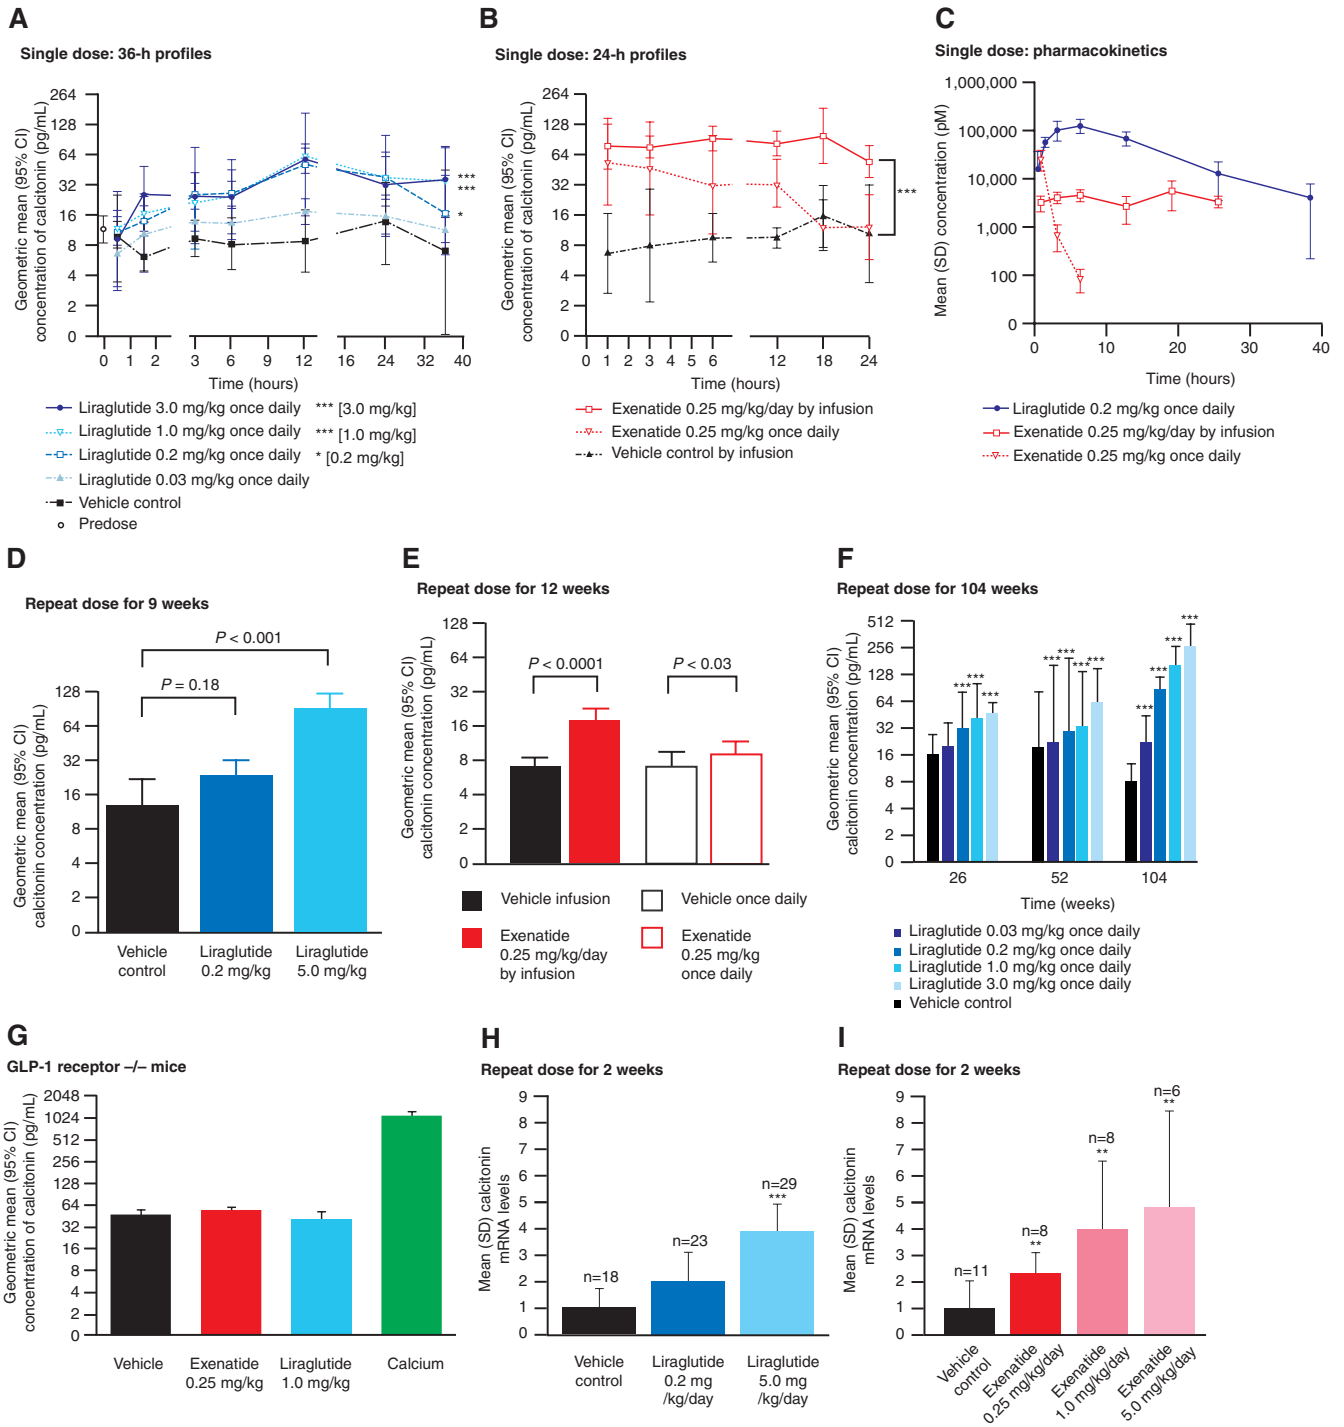 A
Single dose: 36-h profiles
Geometric mean (95% CI)
concentration of calcitonin (pg/mL)
264
128
64
32
16
8
4
2
0
***
***
*
0 1 2 3 6 9 12 16 24 32 40
Time (hours)
Liraglutide 3.0 mg/kg once daily *** [3.0 mg/kg]
Liraglutide 1.0 mg/kg once daily *** [1.0 mg/kg]
Liraglutide 0.2 mg/kg once daily * [0.2 mg/kg]
Liraglutide 0.03 mg/kg once daily
Vehicle control
Predose
B
Single dose: 24-h profiles
Geometric mean (95% CI)
concentration of calcitonin (pg/mL)
264
128
64
32
16
8
4
2
0
***
0 1 2 3 4 5 6 12 18 24
Time (hours)
Exenatide 0.25 mg/kg/day by infusion
Exenatide 0.25 mg/kg once daily
Vehicle control by infusion
C
Single dose: pharmacokinetics
Mean (SD) concentration (pM)
1,000,000
100,000
10,000
1,000
100
0
0 10 20 30 40
Time (hours)
Liraglutide 0.2 mg/kg once daily
Exenatide 0.25 mg/kg/day by infusion
Exenatide 0.25 mg/kg once daily
D
Repeat dose for 9 weeks
Geometric mean (95% CI)
calcitonin concentration (pg/mL)
P < 0.001
P = 0.18
128
64
32
16
8
4
2
0
Vehicle
control
Liraglutide
0.2 mg/kg
Liraglutide
5.0 mg/kg
E
Repeat dose for 12 weeks
Geometric mean (95% CI)
calcitonin concentration (pg/mL)
128
64
32
16
8
4
2
0
P < 0.0001
P < 0.03
Vehicle infusion
Vehicle once daily
Exenatide
0.25 mg/kg/day
by infusion
Exenatide
0.25 mg/kg
once daily
F
Repeat dose for 104 weeks
Geometric mean (95% CI)
calcitonin concentration (pg/mL)
512
256
128
64
32
16
8
4
2
0
*** *** ***
*** *** *** ***
*** *** *** ***
26 52 104
Time (weeks)
Liraglutide 0.03 mg/kg once daily
Liraglutide 0.2 mg/kg once daily
Liraglutide 1.0 mg/kg once daily
Liraglutide 3.0 mg/kg once daily
Vehicle control
G
GLP-1 receptor –/– mice
Geometric mean (95% CI)
concentration of calcitonin (pg/mL)
2048
1024
512
256
128
64
32
16
8
4
2
0
Vehicle
Exenatide
0.25 mg/kg
Liraglutide
1.0 mg/kg
Calcium
H
Repeat dose for 2 weeks
Mean (SD) calcitonin
mRNA levels
9
8
7
6
5
4
3
2
1
0
n=18
n=23
n=29
***
Vehicle
control
Liraglutide
0.2 mg
/kg/day
Liraglutide
5.0 mg
/kg/day
I
Repeat dose for 2 weeks
Mean (SD) calcitonin
mRNA levels
9
8
7
6
5
4
3
2
1
0
n=11
n=8
**
n=8
**
n=6
**
Vehicle
control
Exenatide
0.25 mg/kg/day
Exenatide
1.0 mg/kg/day
Exenatide
5.0 mg/kg/day